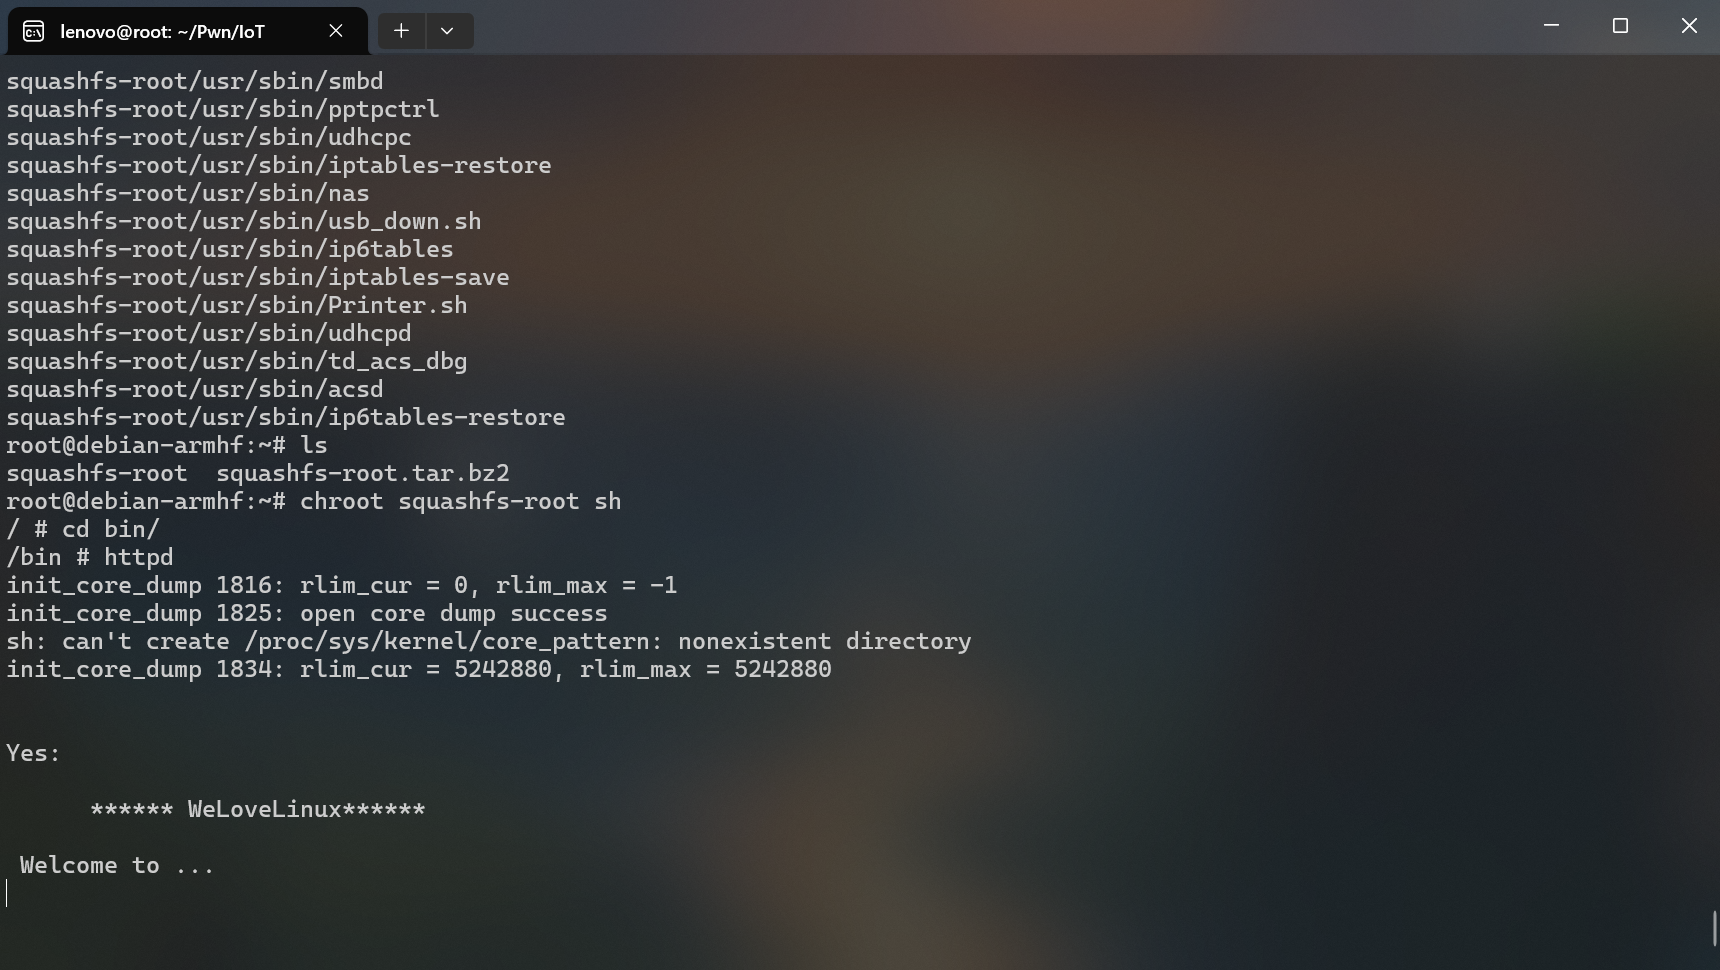 lenovo@root: ~/Pwn/IoT
squashfs-root/usr/sbin/smbd
squashfs-root/usr/sbin/pptpctrl
squashfs-root/usr/sbin/udhcpc
squashfs-root/usr/sbin/iptables-restore
squashfs-root/usr/sbin/nas
squashfs-root/usr/sbin/usb_down.sh
squashfs-root/usr/sbin/ip6tables
squashfs-root/usr/sbin/iptables-save
squashfs-root/usr/sbin/Printer.sh
squashfs-root/usr/sbin/udhcpd
squashfs-root/usr/sbin/td_acs_dbg
squashfs-root/usr/sbin/acsd
squashfs-root/usr/sbin/ip6tables-restore
root@debian-armhf:~# ls
squashfs-root  squashfs-root.tar.bz2
root@debian-armhf:~# chroot squashfs-root sh
/ # cd bin/
/bin # httpd
init_core_dump 1816: rlim_cur = 0, rlim_max = -1
init_core_dump 1825: open core dump success
sh: can't create /proc/sys/kernel/core_pattern: nonexistent directory
init_core_dump 1834: rlim_cur = 5242880, rlim_max = 5242880
Yes:
****** WeLoveLinux******
Welcome to ...